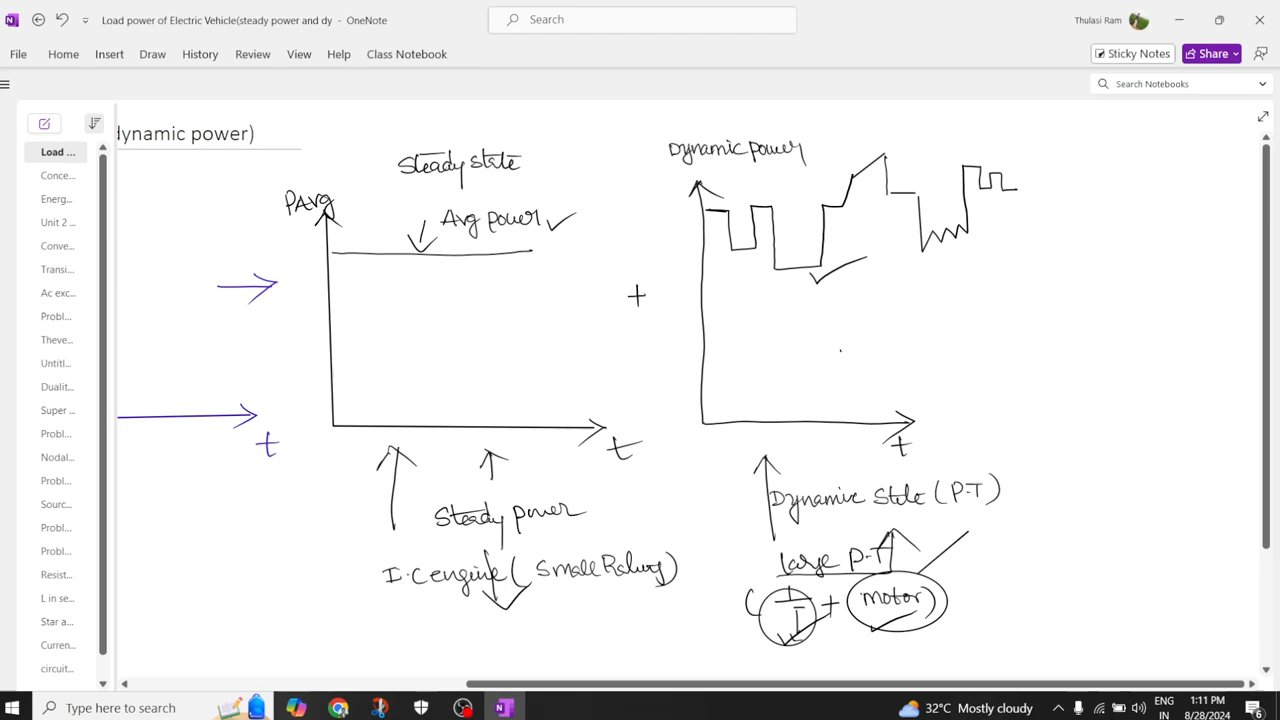 Load power of Electric Vehicle(steady power and dy - OneNote
Search
Thulasi Ram
File Home Insert Draw History Review View Help Class Notebook
Sticky Notes
Share
Search Notebooks
dynamic power)
Load ...
Conce...
Energ...
Unit 2 ...
Conve...
Transi...
Ac exc...
Probl...
Theve...
Untitl...
Dualit...
Super ...
Probl...
Nodal...
Probl...
Sourc...
Probl...
Probl...
Resist...
L in se...
Star a...
Curren...
circuit...
Steady state
PAvg
Avg power
t
Steady power
I.C engine (Small Rating)
t
+
Dynamic power
t
Dynamic State (P-T)
large P-T
+ motor)
Type here to search
32°C Mostly cloudy
ENG
IN
1:11 PM
8/28/2024
6